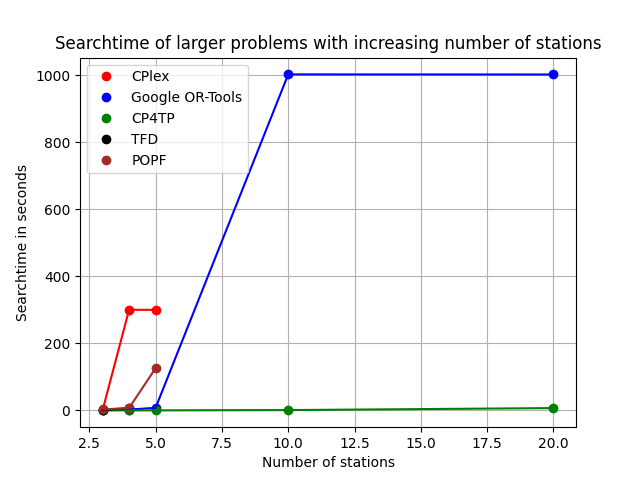 Searchtime of larger problems with increasing number of stations
CPlex
Google OR-Tools
CP4TP
TFD
POPF
Searchtime in seconds
1000
800
600
400
200
0
2.5 5.0 7.5 10.0 12.5 15.0 17.5 20.0
Number of stations